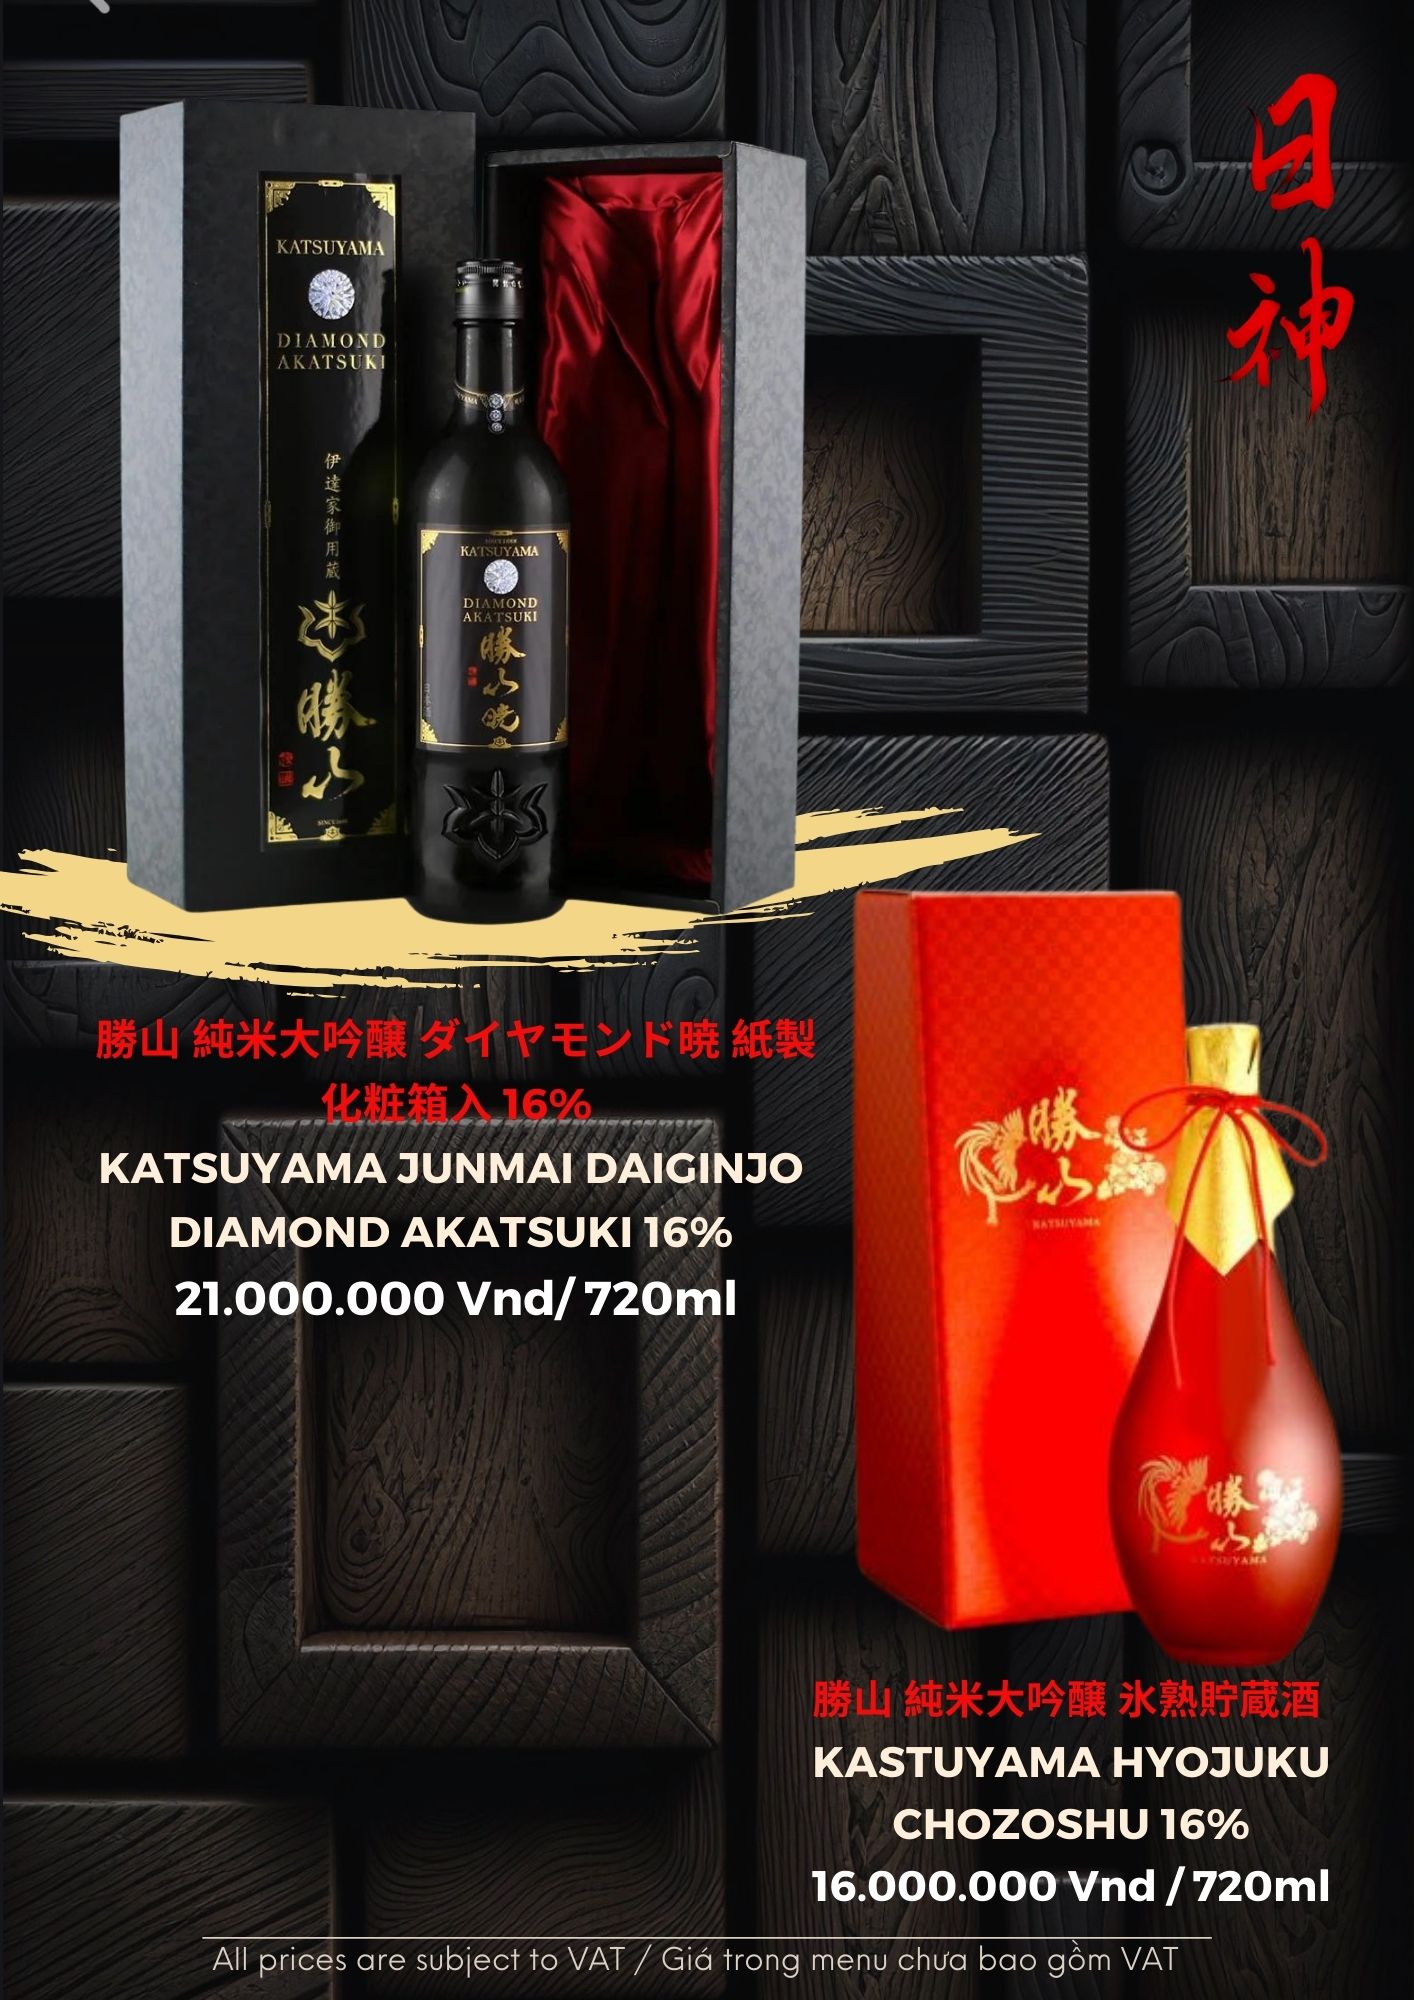 日
神
KATSUYAMA
DIAMOND
AKATSUKI
伊達家御用蔵
勝山
SINCE 1688
KATSUYAMA
DIAMOND
AKATSUKI
勝山
暁
勝山 純米大吟醸 ダイヤモンド暁 紙製
化粧箱入 16%
KATSUYAMA JUNMAI DAIGINJO
DIAMOND AKATSUKI 16%
21.000.000 Vnd/ 720ml
勝山
KATSUYAMA
勝山
KATSUYAMA
勝山 純米大吟醸 氷熟貯蔵酒
KASTUYAMA HYOJUKU
CHOZOSHU 16%
16.000.000 Vnd / 720ml
All prices are subject to VAT / Giá trong menu chưa bao gồm VAT